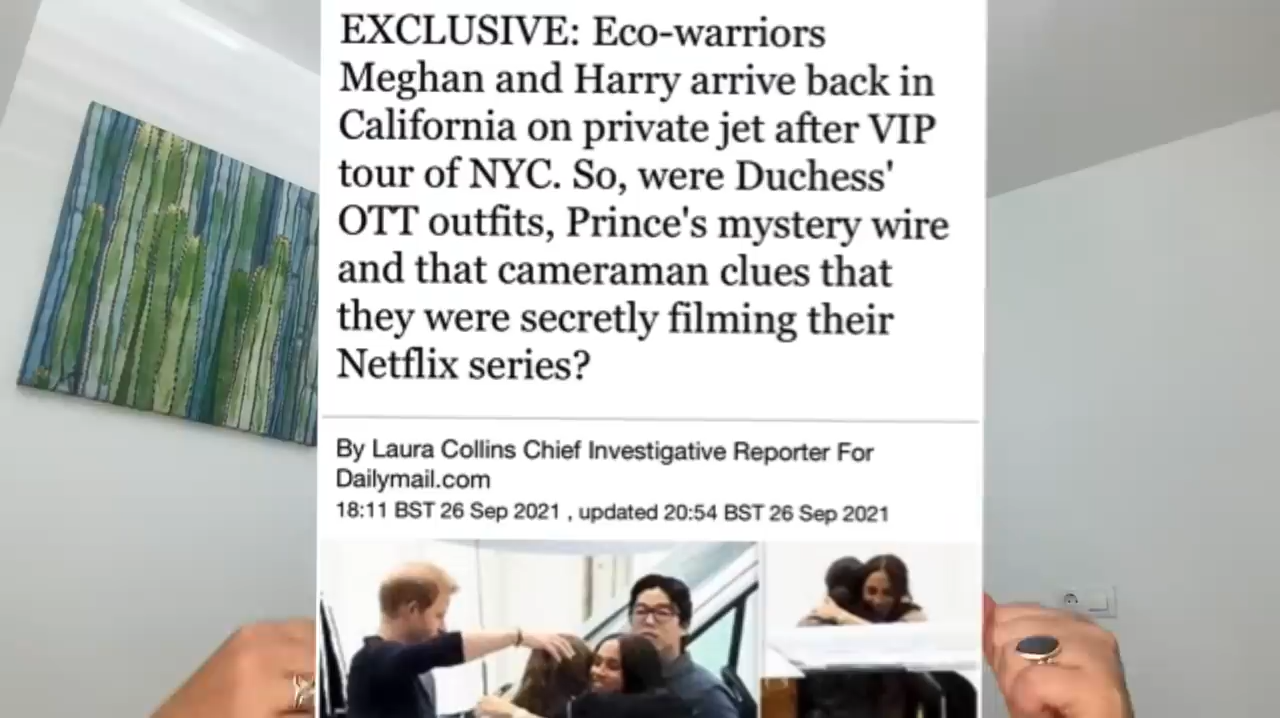 EXCLUSIVE: Eco-warriors
Meghan and Harry arrive back in
California on private jet after VIP
tour of NYC. So, were Duchess'
OTT outfits, Prince's mystery wire
and that cameraman clues that
they were secretly filming their
Netflix series?
By Laura Collins Chief Investigative Reporter For
Dailymail.com
18:11 BST 26 Sep 2021 , updated 20:54 BST 26 Sep 2021